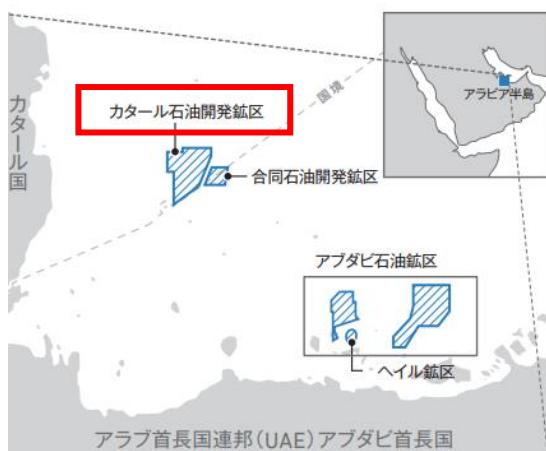 アラビア半島
カタール国
国境
カタール石油開発鉱区
合同石油開発鉱区
アブダビ石油鉱区
ヘイル鉱区
アラブ首長国連邦(UAE)アブダビ首長国